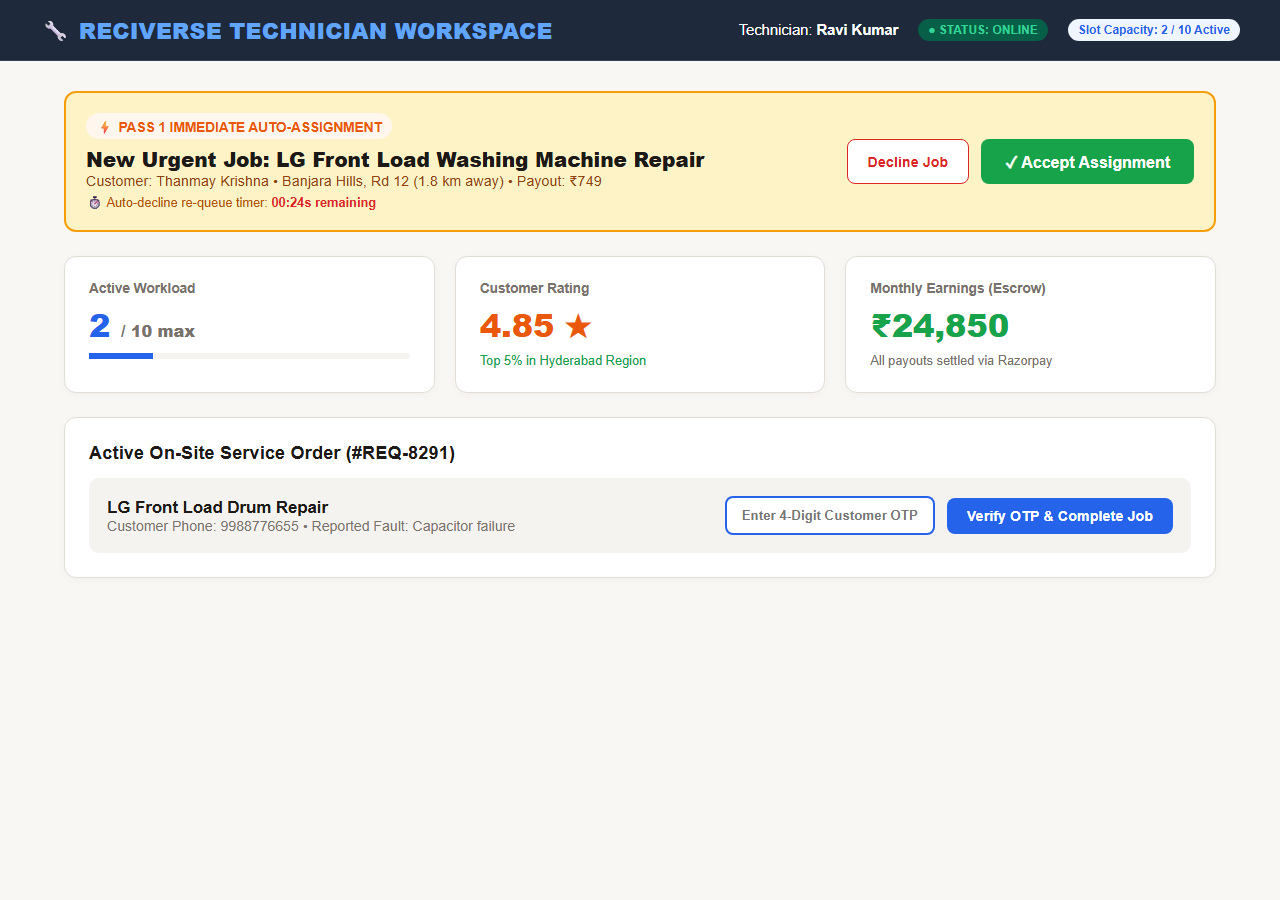 🔧 RECIVERSE TECHNICIAN WORKSPACE
Technician: Ravi Kumar
● STATUS: ONLINE
Slot Capacity: 2 / 10 Active
⚡ PASS 1 IMMEDIATE AUTO-ASSIGNMENT
New Urgent Job: LG Front Load Washing Machine Repair
Customer: Thanmay Krishna • Banjara Hills, Rd 12 (1.8 km away) • Payout: ₹749
⏱ Auto-decline re-queue timer: 00:24s remaining
Decline Job
✓ Accept Assignment
Active Workload
2 / 10 max
Customer Rating
4.85 ★
Top 5% in Hyderabad Region
Monthly Earnings (Escrow)
₹24,850
All payouts settled via Razorpay
Active On-Site Service Order (#REQ-8291)
LG Front Load Drum Repair
Customer Phone: 9988776655 • Reported Fault: Capacitor failure
Enter 4-Digit Customer OTP
Verify OTP & Complete Job